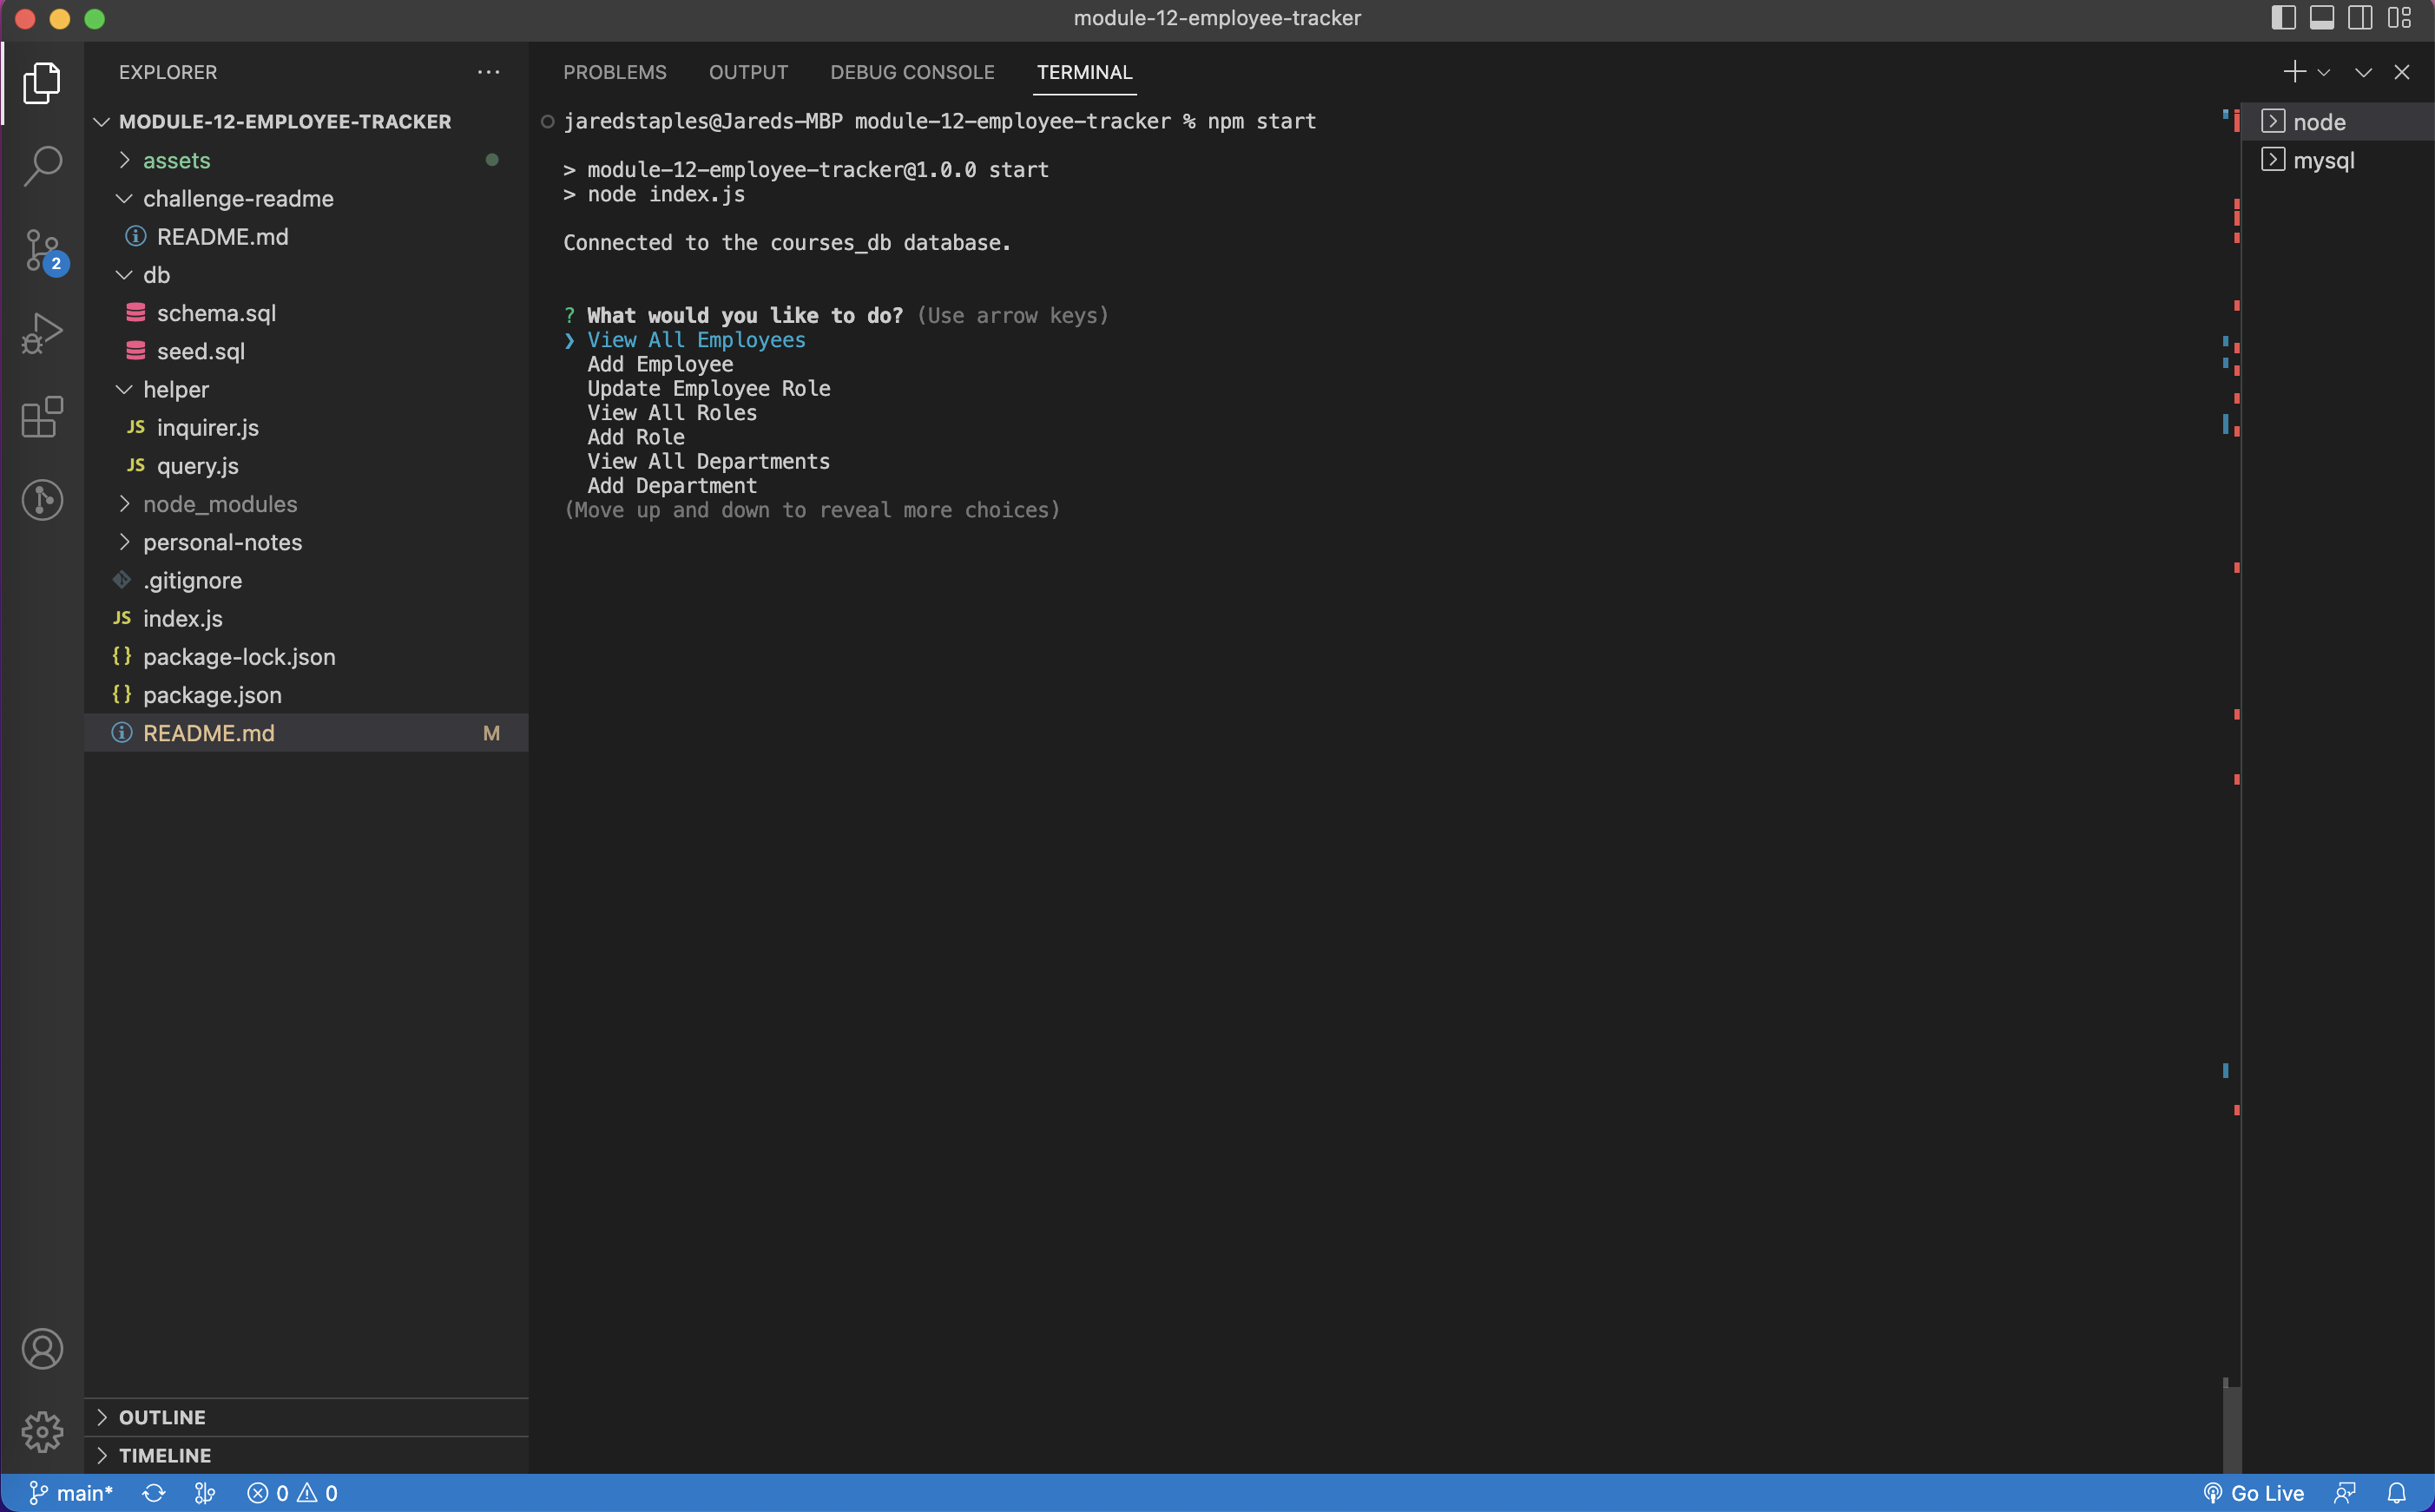 module-12-employee-tracker
EXPLORER
MODULE-12-EMPLOYEE-TRACKER
assets
challenge-readme
README.md
db
schema.sql
seed.sql
helper
JS inquirer.js
JS query.js
node_modules
personal-notes
.gitignore
JS index.js
{} package-lock.json
{} package.json
README.md M
OUTLINE
TIMELINE
2
PROBLEMS OUTPUT DEBUG CONSOLE TERMINAL
jaredstaples@Jareds-MBP module-12-employee-tracker % npm start
> module-12-employee-tracker@1.0.0 start
> node index.js
Connected to the courses_db database.
? What would you like to do? (Use arrow keys)
❯ View All Employees
Add Employee
Update Employee Role
View All Roles
Add Role
View All Departments
Add Department
(Move up and down to reveal more choices)
node
mysql
main* 0 0 Go Live